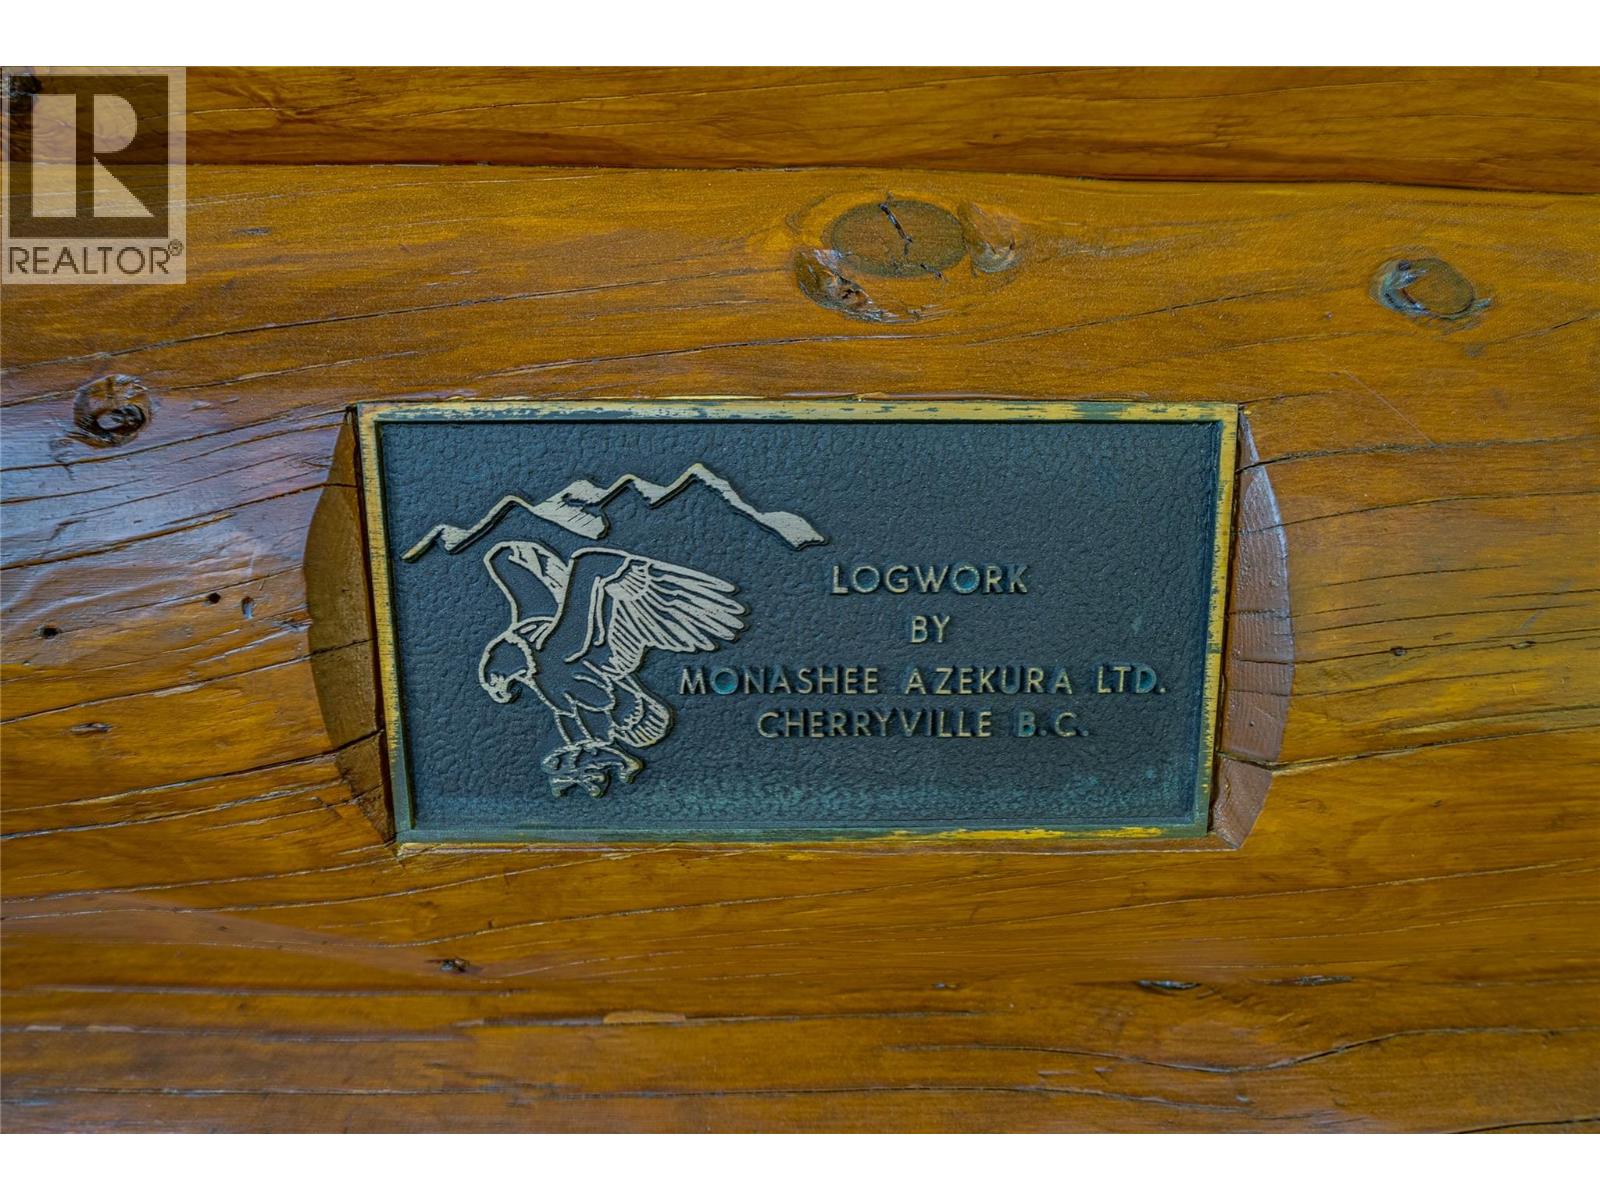 R
REALTOR®
LOGWORK
BY
MONASHEE AZEKURA LTD.
CHERRYVILLE B.C.